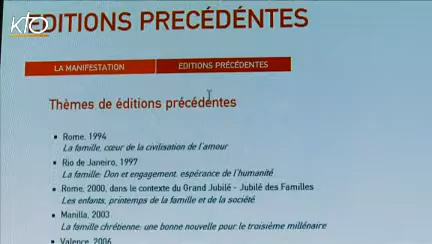 KTO
EDITIONS PRECÉDÉNTES
LA MANIFESTATION
EDITIONS PRÉCÉDENTES
Thèmes de éditions précédentes
Rome, 1994
La famille, cœur de la civilisation de l'amour
Rio de Janeiro, 1997
La famille: Don et engagement, espérance de l'humanité
Rome, 2000, dans le contexte du Grand Jubilé - Jubilé des Familles
Les enfants, printemps de la famille et de la société
Manilla, 2003
La famille chrétienne: une bonne nouvelle pour le troisième millénaire
Valence, 2006